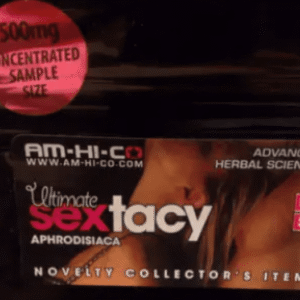 500mg
NCENTRATED
SAMPLE
SIZE
AM-HI-CO
WWW.AM-HI-CO.COM
ADVANC
HERBAL SCIEN
Ultimate
sextacy
APHRODISIACA
NOVELTY COLLECTOR'S ITEM